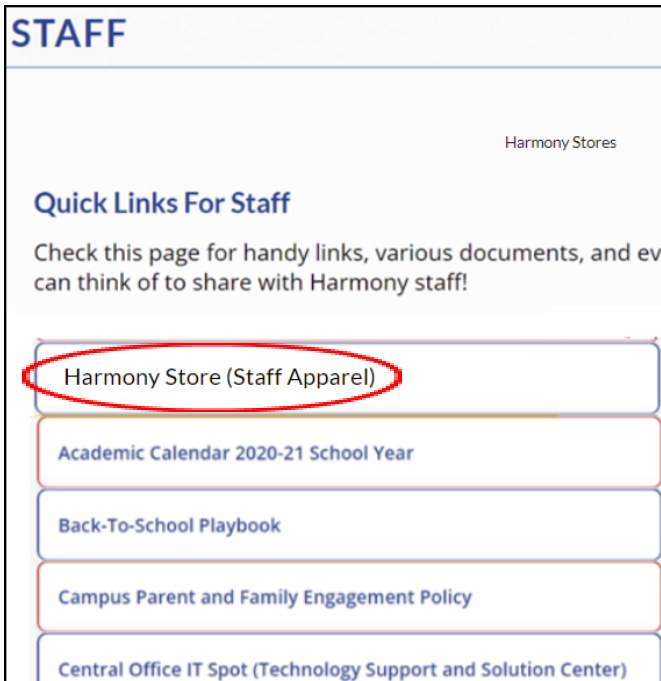 STAFF
Harmony Stores
Quick Links For Staff
Check this page for handy links, various documents, and
can think of to share with Harmony staff!
Harmony Store (Staff Apparel)
Academic Calendar 2020-21 School Year
Back-To-School Playbook
Campus Parent and Family Engagement Policy
Central Office IT Spot (Technology Support and Solution Center)